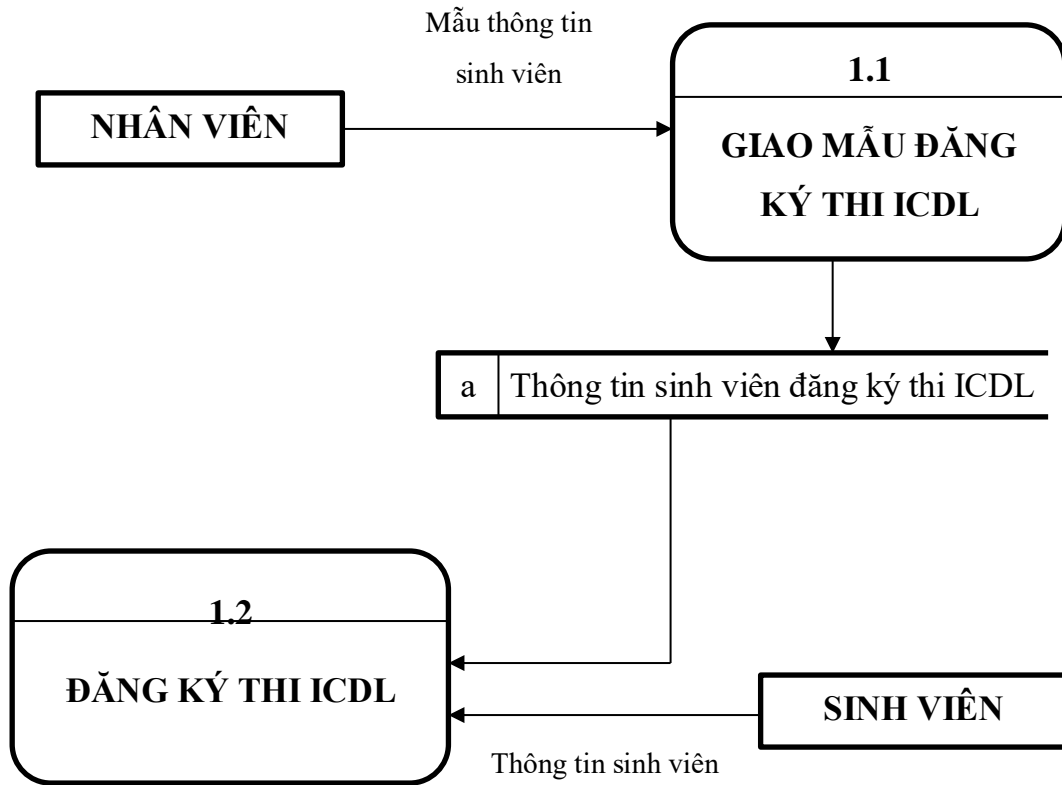 Mẫu thông tin
sinh viên
1.1
NHÂN VIÊN
GIAO MẪU ĐĂNG
KÝ THI ICDL
a
Thông tin sinh viên đăng ký thi ICDL
1.2
ĐĂNG KÝ THI ICDL
SINH VIÊN
Thông tin sinh viên